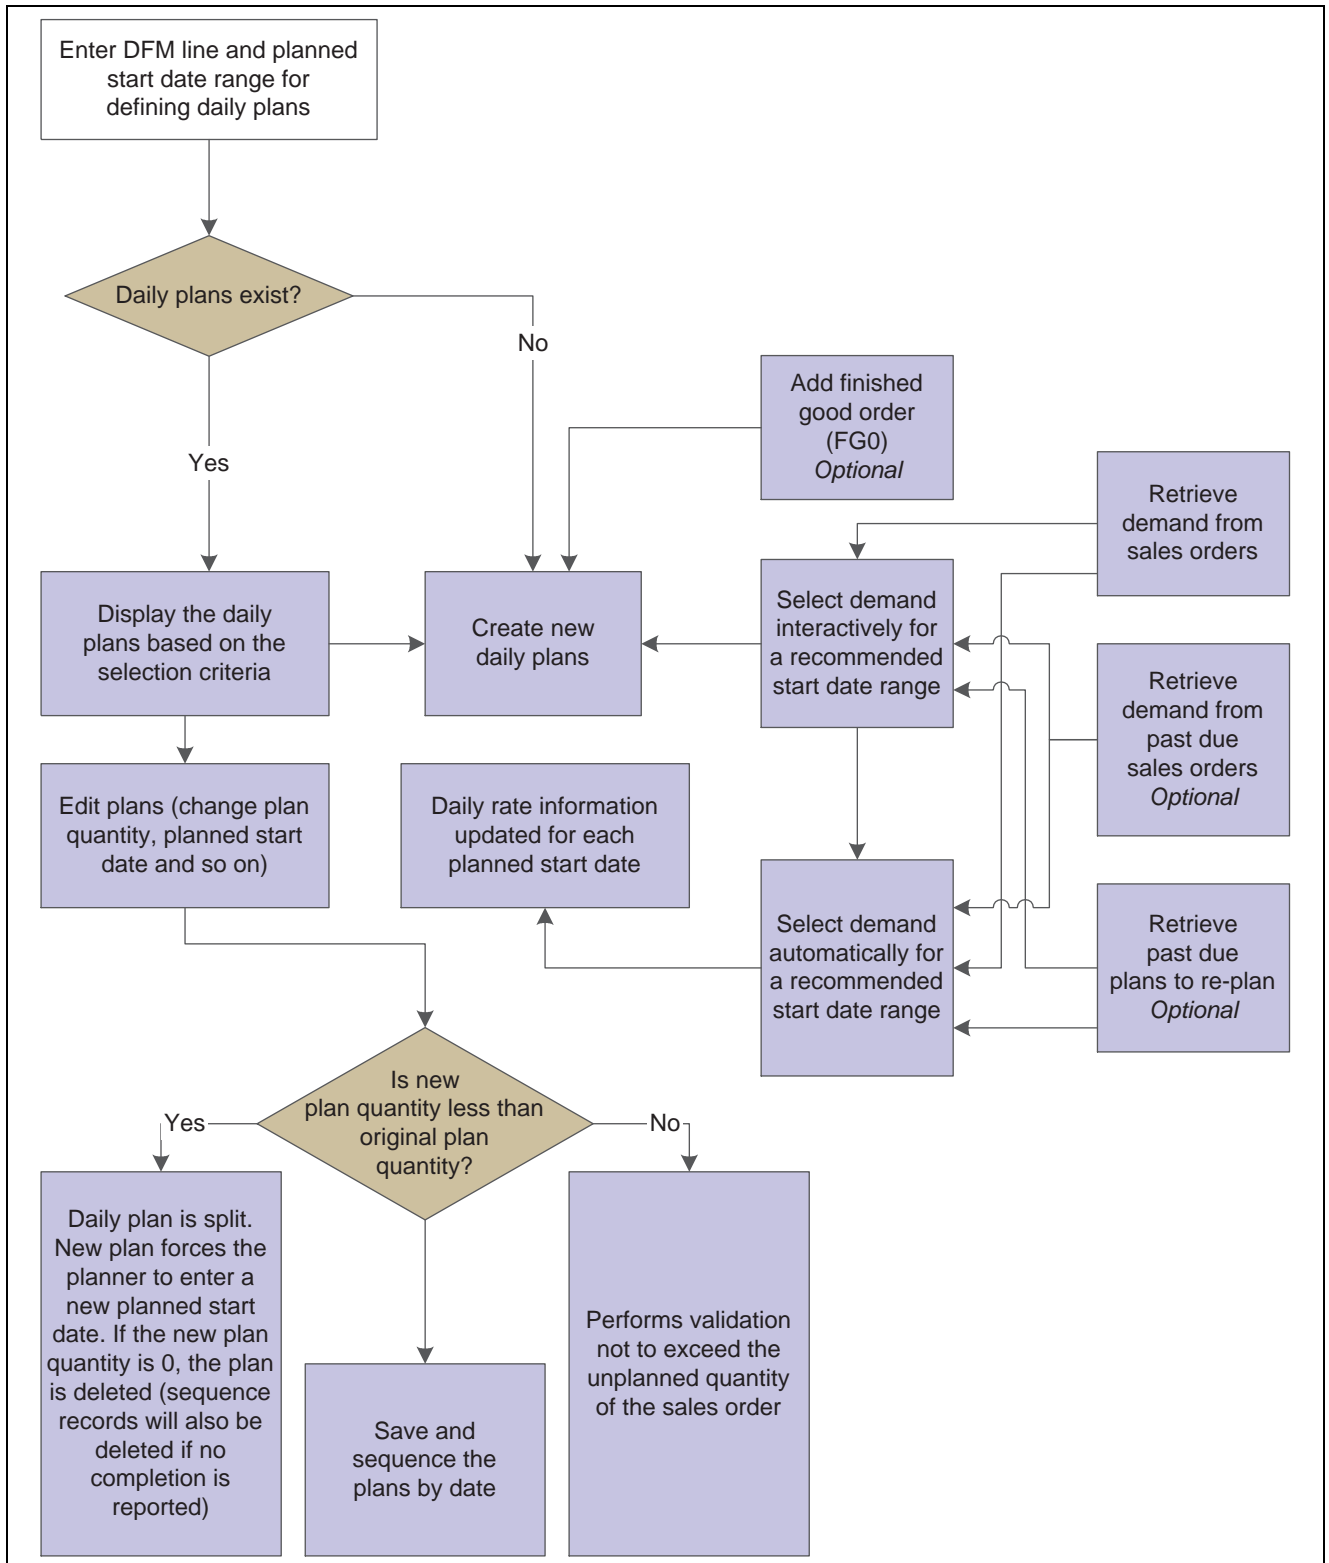 Enter DFM line and planned
start date range for
defining daily plans
Daily plans exist?
No
Yes
Add finished
good order
(FG0)
Optional
Retrieve
demand from
sales orders
Display the daily
plans based on the
selection criteria
Create new
daily plans
Select demand
interactively for
a recommended
start date range
Retrieve
demand from
past due
sales orders
Optional
Edit plans (change plan
quantity, planned start
date and so on)
Daily rate information
updated for each
planned start date
Select demand
automatically for
a recommended
start date range
Retrieve
past due
plans to re-plan
Optional
Is new
plan quantity less than
original plan
quantity?
Yes
No
Daily plan is split.
New plan forces the
planner to enter a
new planned start
date. If the new plan
quantity is 0, the plan
is deleted (sequence
records will also be
deleted if no
completion is
reported)
Save and
sequence the
plans by date
Performs validation
not to exceed the
unplanned quantity
of the sales order